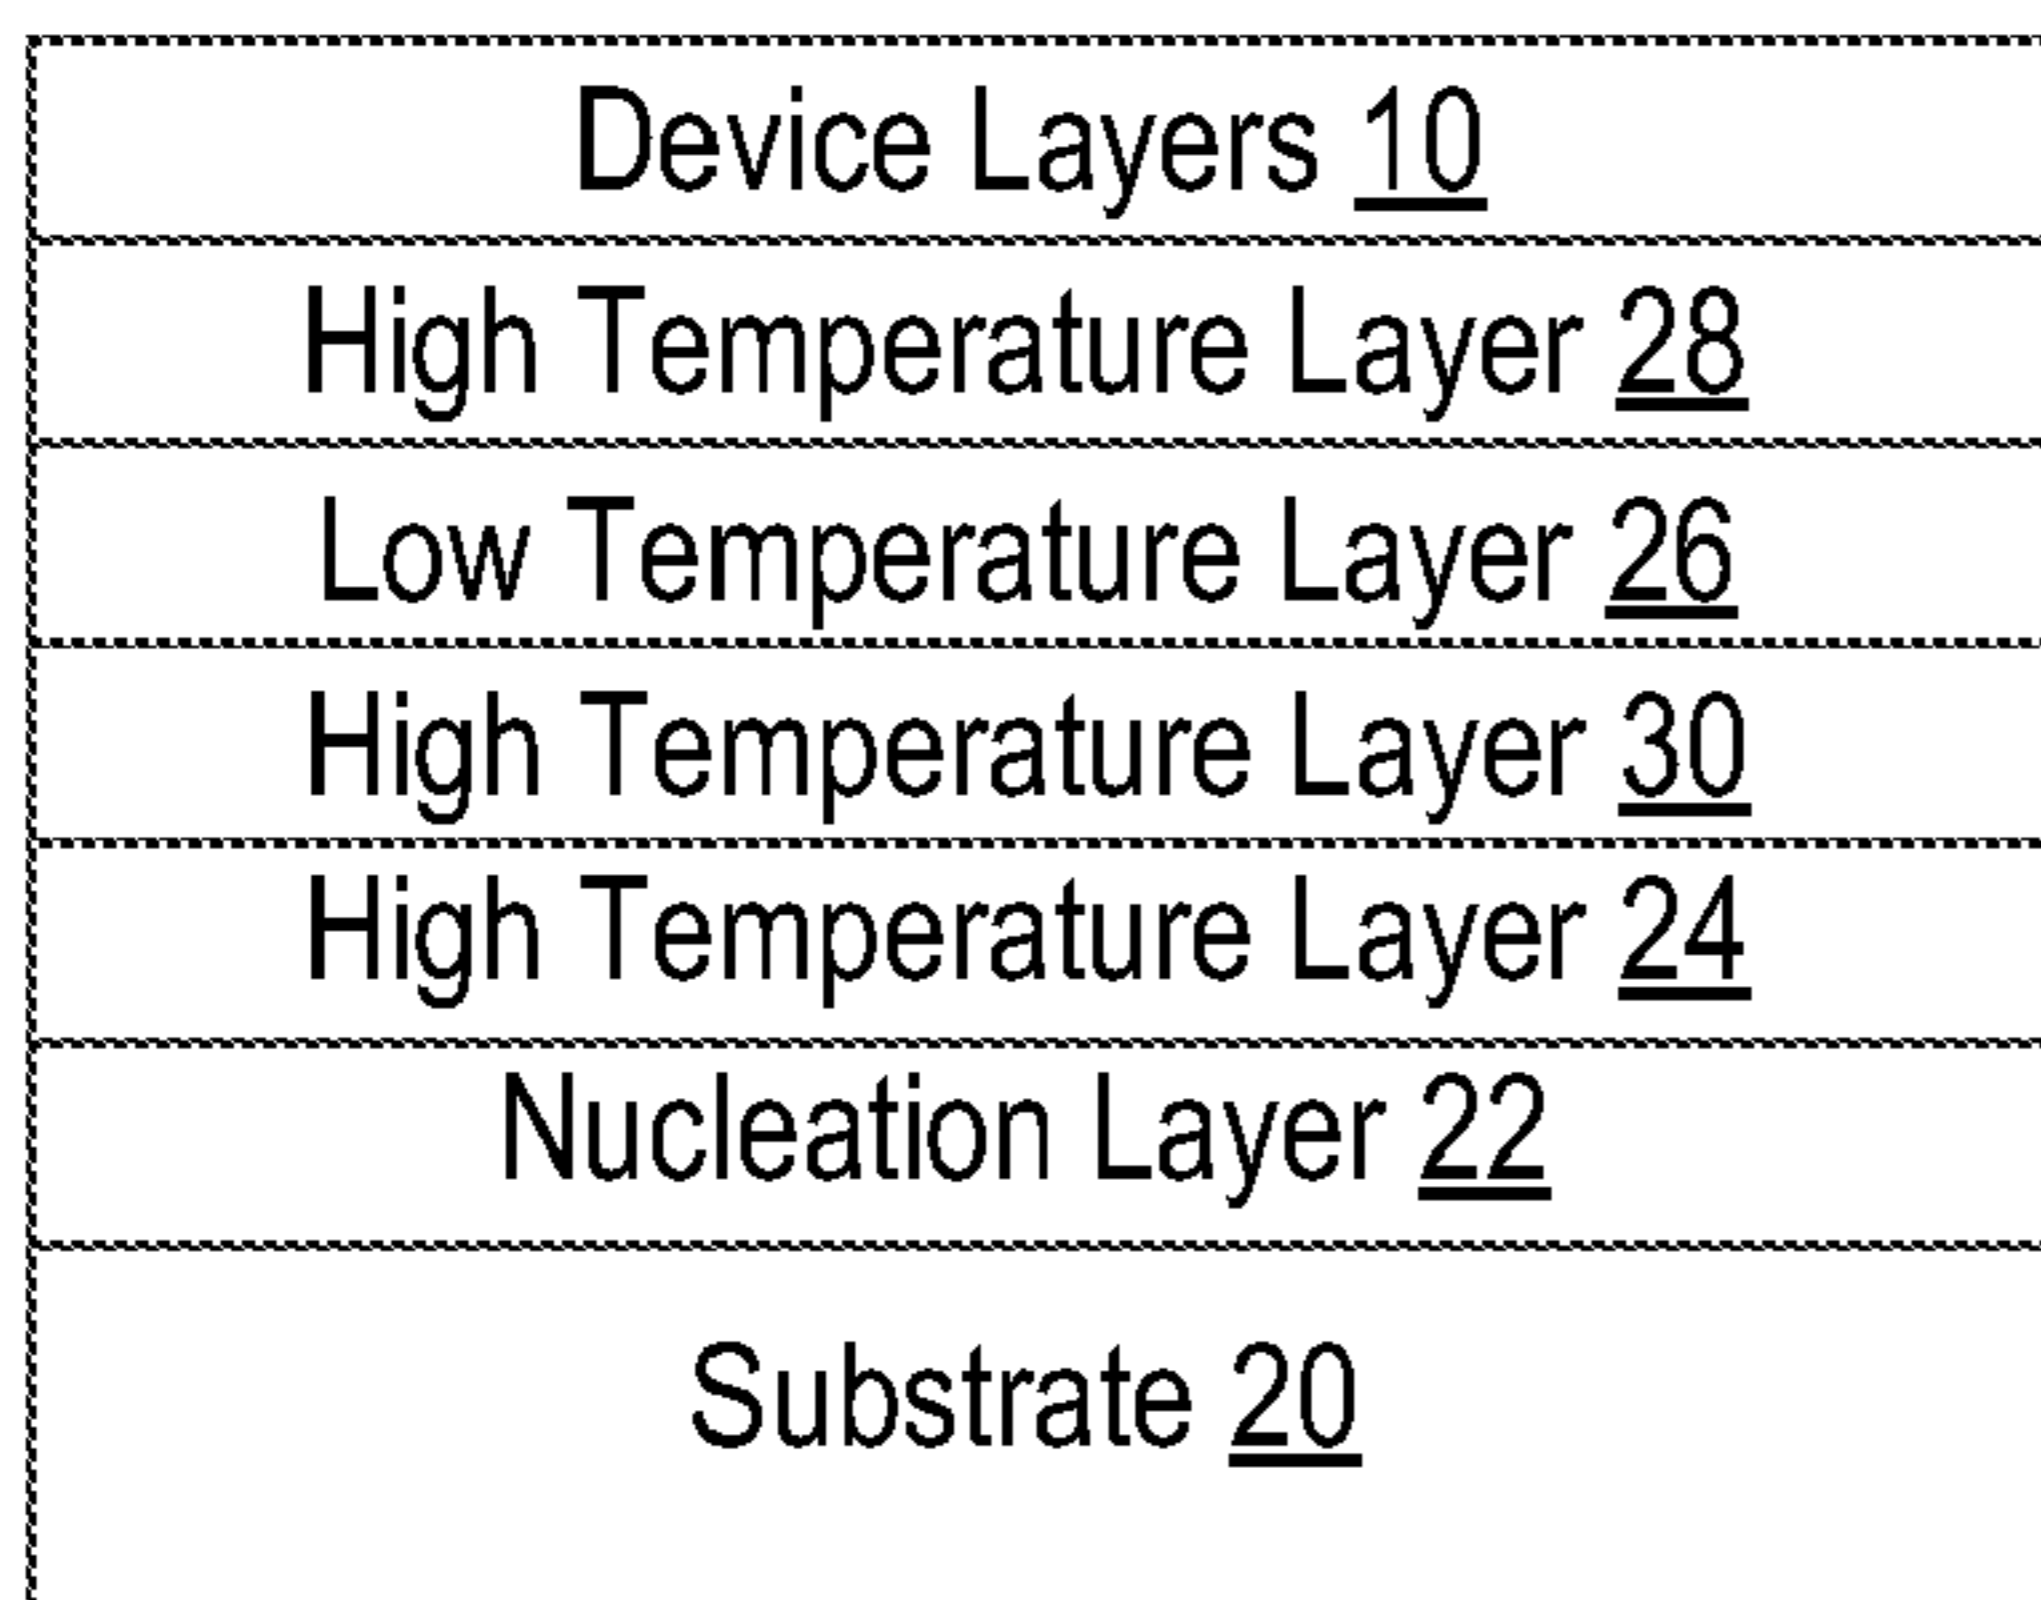 Device Layers 10
High Temperature Layer 28
Low Temperature Layer 26
High Temperature Layer 30
High Temperature Layer 24
Nucleation Layer 22
Substrate 20